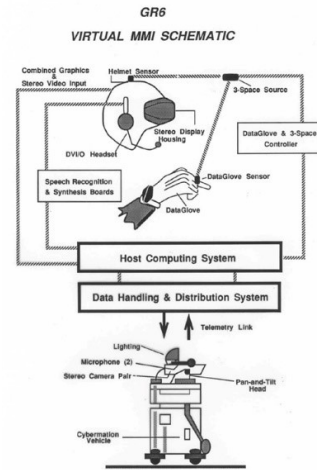 GR6
VIRTUAL MMI SCHEMATIC
Combined Graphics
&
Stereo Video Input
Helmet Sensor
3-Space Source
Stereo Display
Housing
DVI/O Headset
DataGlove & 3-Space
Controller
DataGlove Sensor
Speech Recognition
& Synthesis Boards
DataGlove
Host Computing System
Data Handling & Distribution System
Telemetry Link
Lighting
Microphone (2)
Stereo Camera Pair
Pan-and-Tilt
Head
Cybermation
Vehicle